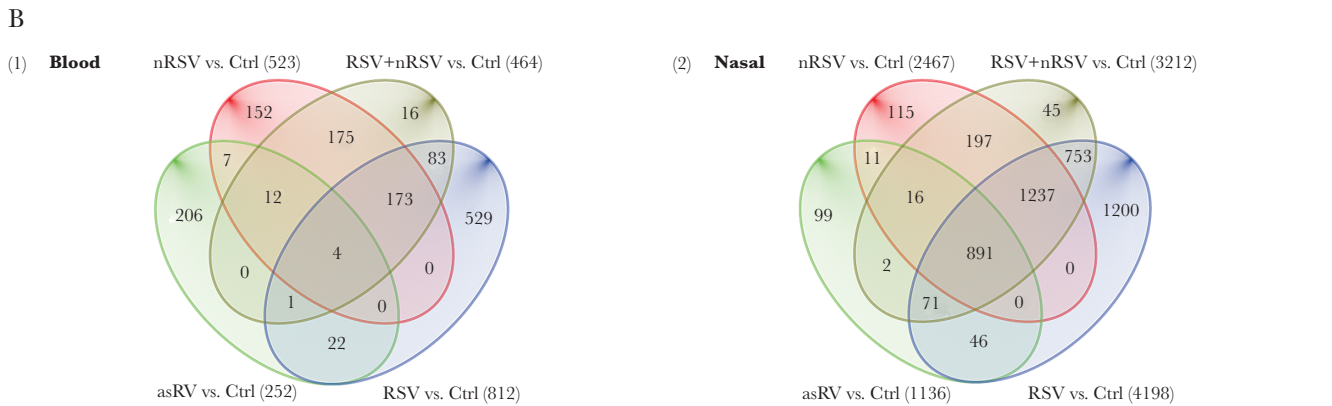 B
(1) Blood
nRSV vs. Ctrl (523) RSV+nRSV vs. Ctrl (464)
152 16
175
7 83
12 173
206 529
4
0 0
1 0
22
asRV vs. Ctrl (252) RSV vs. Ctrl (812)
(2) Nasal
nRSV vs. Ctrl (2467) RSV+nRSV vs. Ctrl (3212)
115 45
197
11 753
16 1237
99 1200
891
2 0
71 0
46
asRV vs. Ctrl (1136) RSV vs. Ctrl (4198)